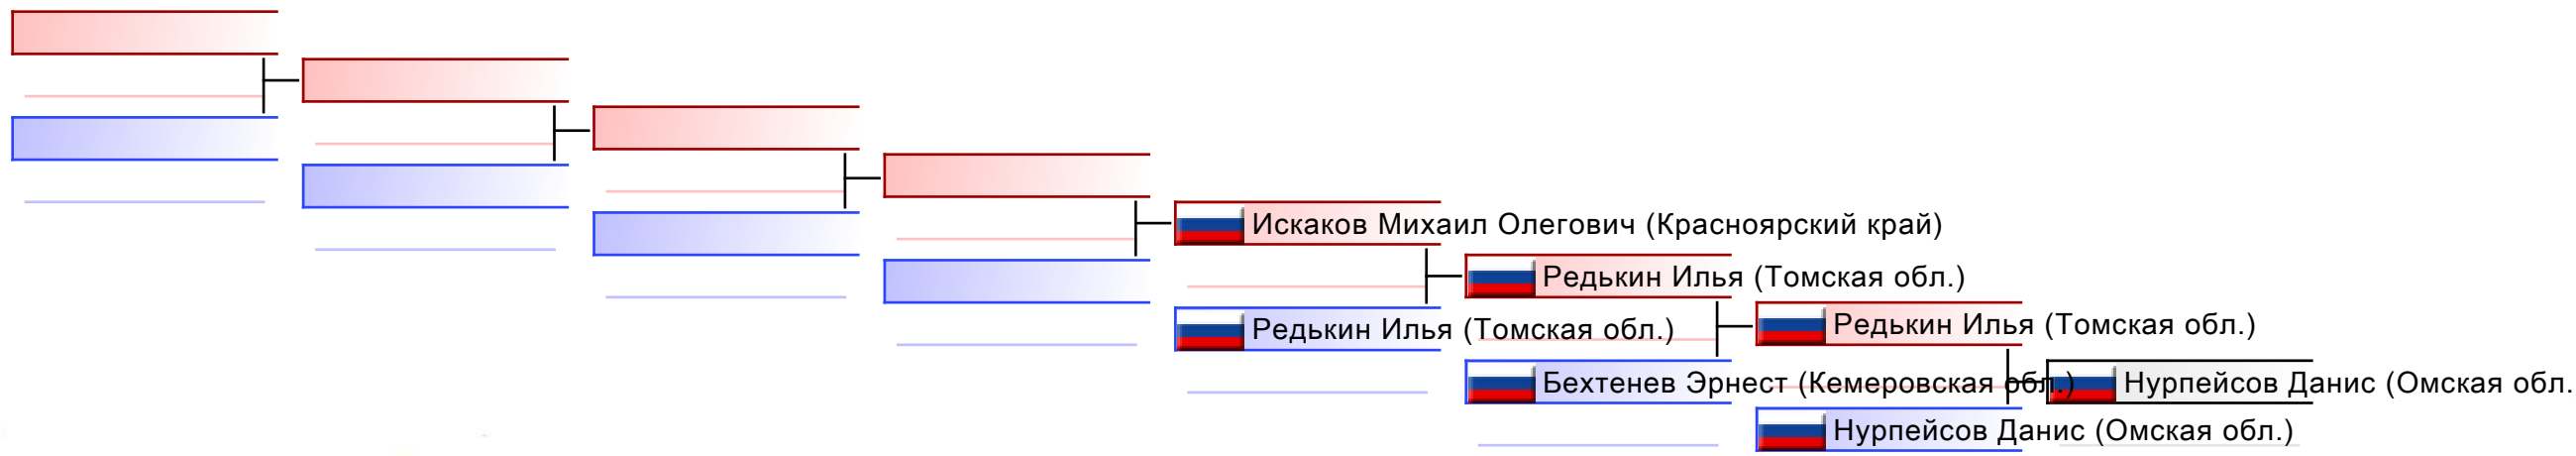 Искаков Михаил Олегович (Красноярский край)
Редькин Илья (Томская обл.)
Редькин Илья (Томская обл.)
Редькин Илья (Томская обл.)
Бехтенев Эрнест (Кемеровская обл.)
Нурпейсов Данис (Омская обл.
Нурпейсов Данис (Омская обл.)